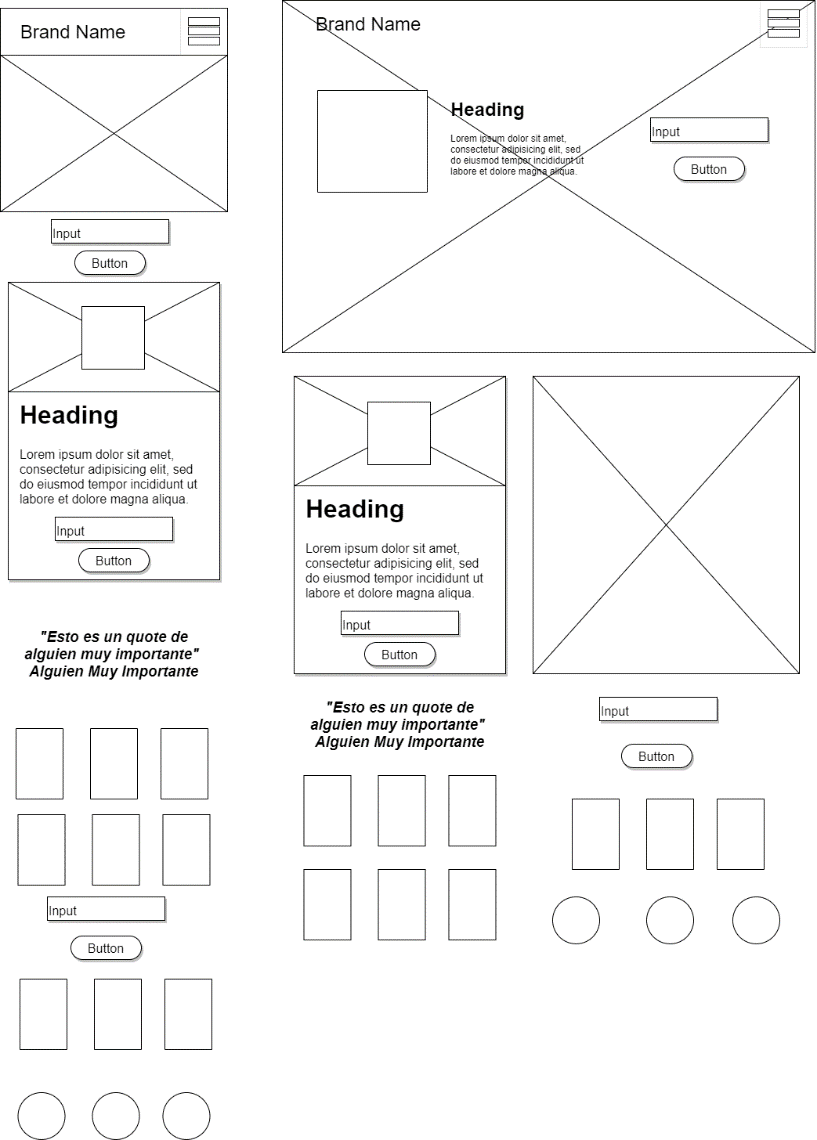 Brand Name
Input
Button
Heading
Lorem ipsum dolor sit amet,
consectetur adipisicing elit, sed
do eiusmod tempor incididunt ut
labore et dolore magna aliqua.
Input
Button
"Esto es un quote de
alguien muy importante"
Alguien Muy Importante
Input
Button
Brand Name
Heading
Lorem ipsum dolor sit amet,
consectetur adipisicing elit, sed
do eiusmod tempor incididunt ut
labore et dolore magna aliqua.
Input
Button
Heading
Lorem ipsum dolor sit amet,
consectetur adipisicing elit, sed
do eiusmod tempor incididunt ut
labore et dolore magna aliqua.
Input
Button
"Esto es un quote de
alguien muy importante"
Alguien Muy Importante
Input
Button